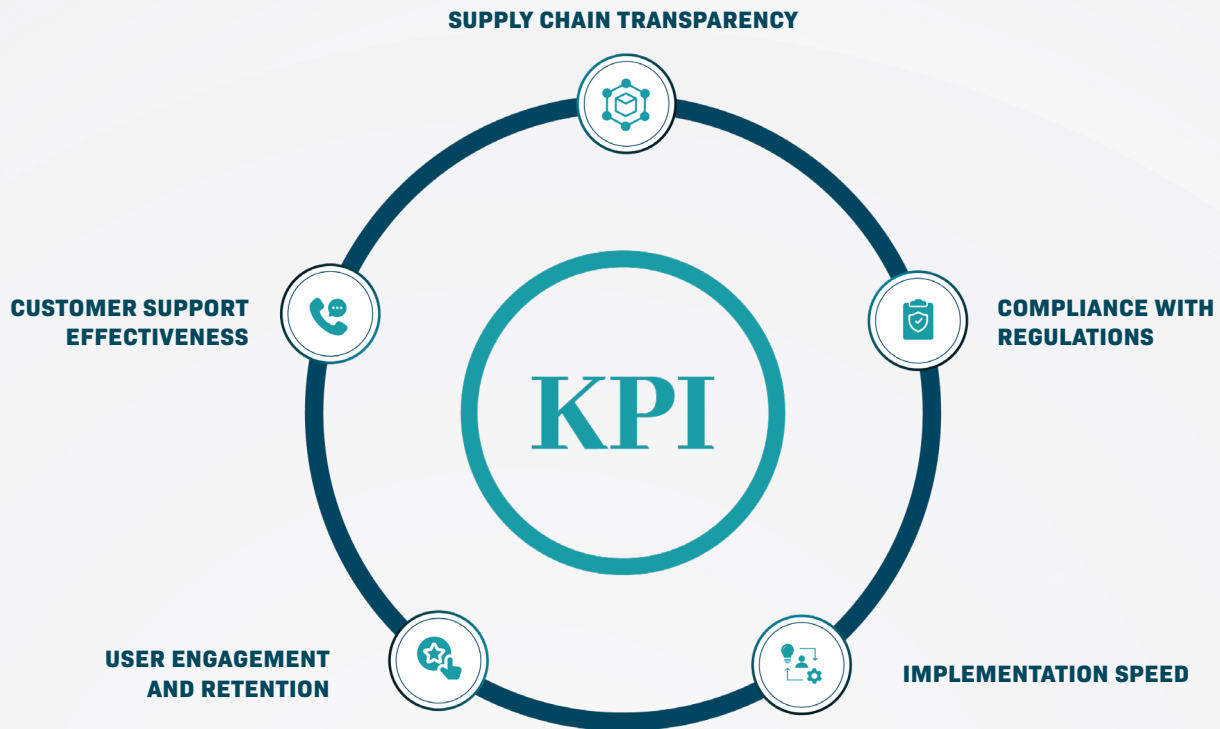 SUPPLY CHAIN TRANSPARENCY
CUSTOMER SUPPORT
EFFECTIVENESS
COMPLIANCE WITH
REGULATIONS
KPI
USER ENGAGEMENT
AND RETENTION
IMPLEMENTATION SPEED